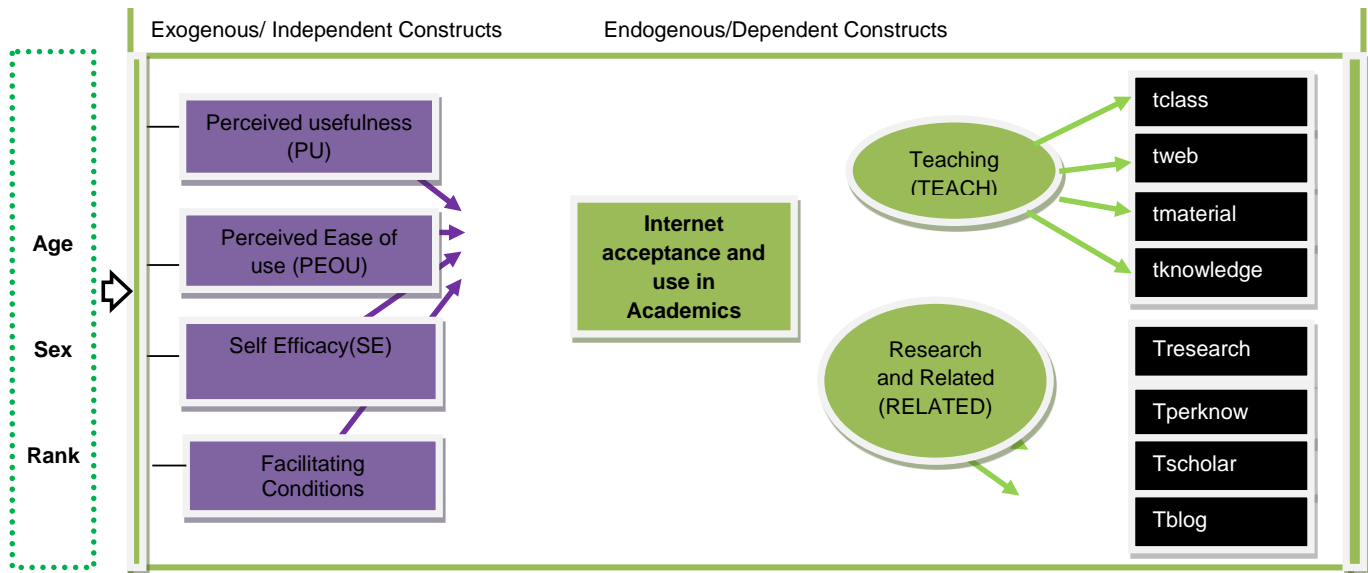 Exogenous/ Independent Constructs
Endogenous/Dependent Constructs
Age
Sex
Rank
Perceived usefulness
(PU)
Perceived Ease of
use (PEOU)
Self Efficacy(SE)
Facilitating
Conditions
Internet
acceptance and
use in
Academics
Teaching
(TEACH)
Research
and Related
(RELATED)
tclass
tweb
tmaterial
tknowledge
Tresearch
Tperknow
Tscholar
Tblog